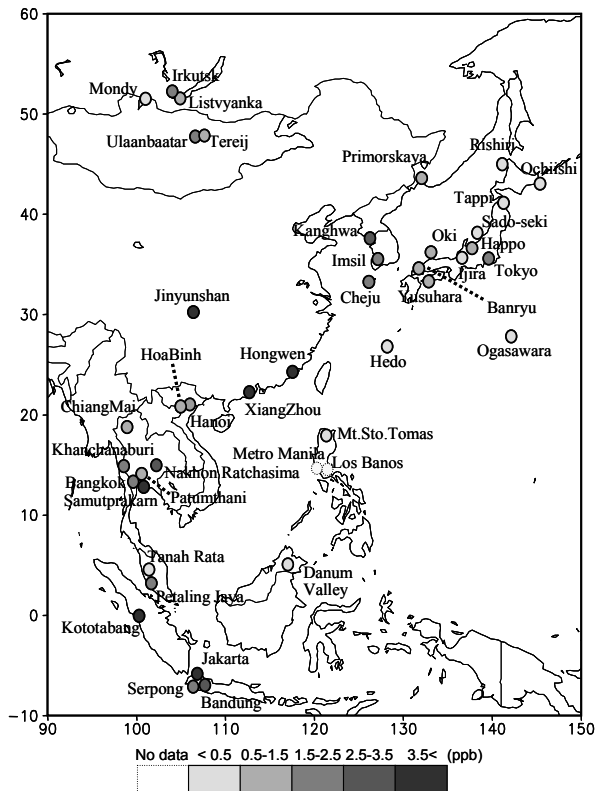 60
50
40
30
20
10
0
−10
90
100
110
120
130
140
150
Mondy
Irkutsk
Listvyanka
Ulaanbaatar
Tereij
Primorskaya
Rishiri
Ochiishi
Tappi
Sado-seki
Kanghwa
Oki
Happo
Imsil
Ijira
Tokyo
Cheju
Yusuhara
Banryu
Jinyunshan
HoaBinh
Hongwen
Hedo
Ogasawara
ChiangMai
Hanoi
XiangZhou
Mt.Sto.Tomas
Khanchanaburi
Metro Manila
Los Banos
Nakhon Ratchasima
Bangkok
Patumthani
Samutprakarn
Tanah Rata
Danum
Valley
Petaling Jaya
Kototabang
Jakarta
Serpong
Bandung
No data < 0.5 0.5-1.5 1.5-2.5 2.5-3.5 3.5< (ppb)